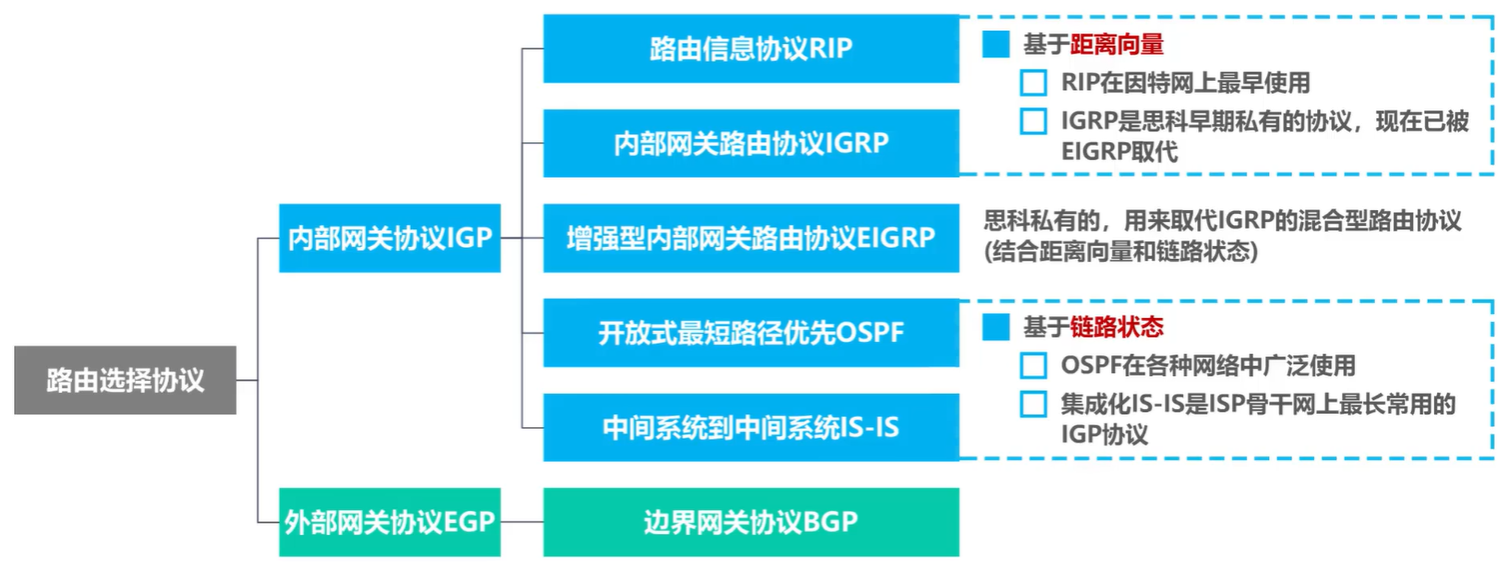 路由选择协议
内部网关协议IGP
路由信息协议RIP
内部网关路由协议IGRP
基于距离向量
RIP在因特网上最早使用
IGRP是思科早期私有的协议，现在已被
EIGRP取代
增强型内部网关路由协议EIGRP
思科私有的，用来取代IGRP的混合型路由协议
(结合距离向量和链路状态)
开放式最短路径优先OSPF
中间系统到中间系统IS-IS
基于链路状态
OSPF在各种网络中广泛使用
集成化IS-IS是ISP骨干网上最长常用的
IGP协议
外部网关协议EGP
边界网关协议BGP